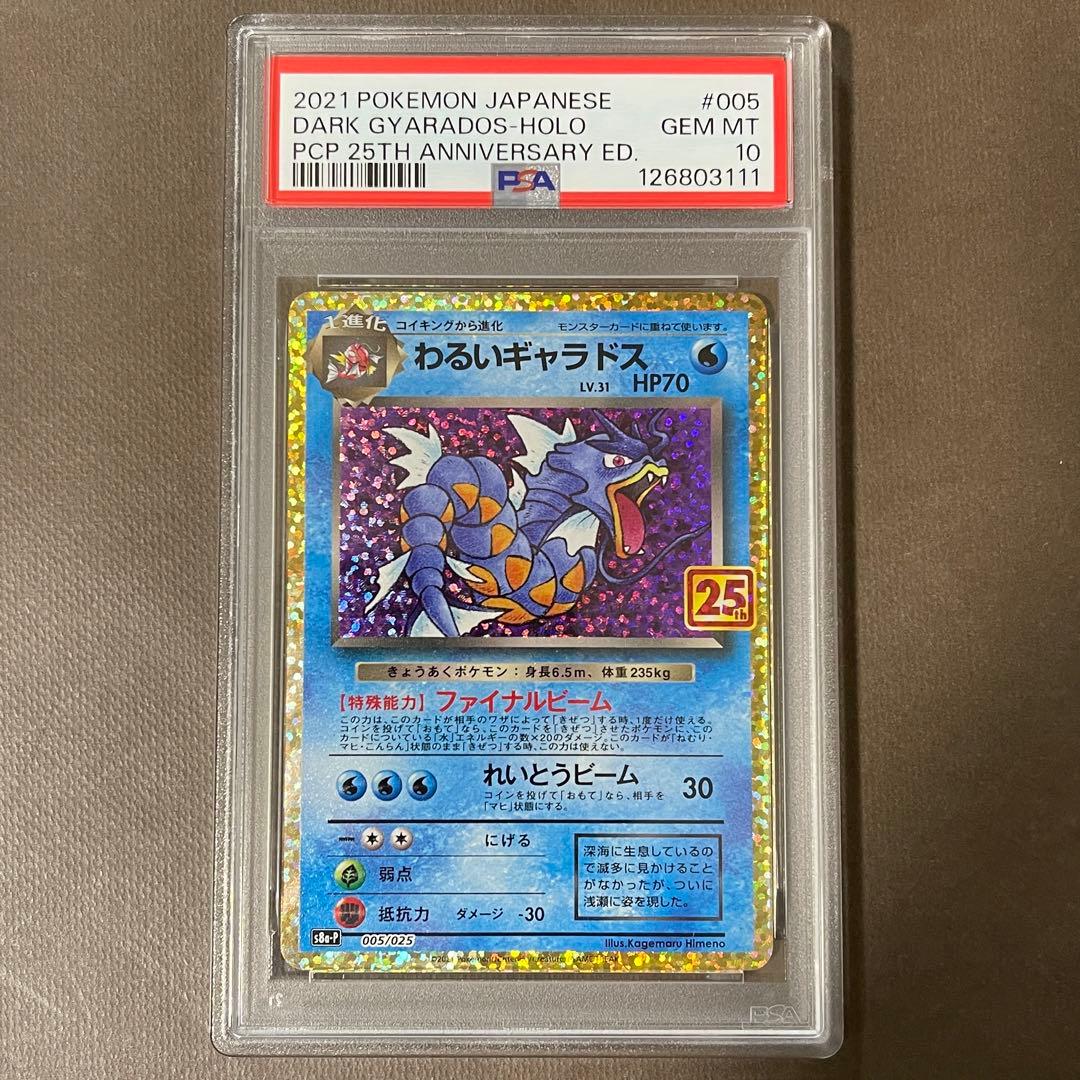 2021 POKEMON JAPANESE #005
DARK GYARADOS-HOLO GEM MT
PCP 25TH ANNIVERSARY ED. 10
PSA 126803111
1進化 コイキングから進化 モンスターカードに重ねて使います。
わるいギャラドス
LV.31 HP70
25th
きょうあくポケモン：身長6.5m、体重235kg
【特殊能力】ファイナルビーム
この力は、このカードが相手のワザによって「きぜつ」する時、1度だけ使える。
コインを投げて「おもて」なら、このカードを「きぜつ」させたポケモンに、この
カードについている「水」エネルギーの数×20のダメージ。このカードが「ねむり・
マヒ・こんらん」状態のまま「きぜつ」する時、この力は使えない。
れいとうビーム 30
コインを投げて「おもて」なら、相手を
「マヒ」状態にする。
にげる
弱点
抵抗力 ダメージ -30
深海に生息しているの
で滅多に見かけること
がなかったが、ついに
浅瀬に姿を現した。
s8a-P 005/025 Illus.Kagemaru Himeno
©2021 Pokémon/Nintendo/Creatures/GAME FREAK
PSA